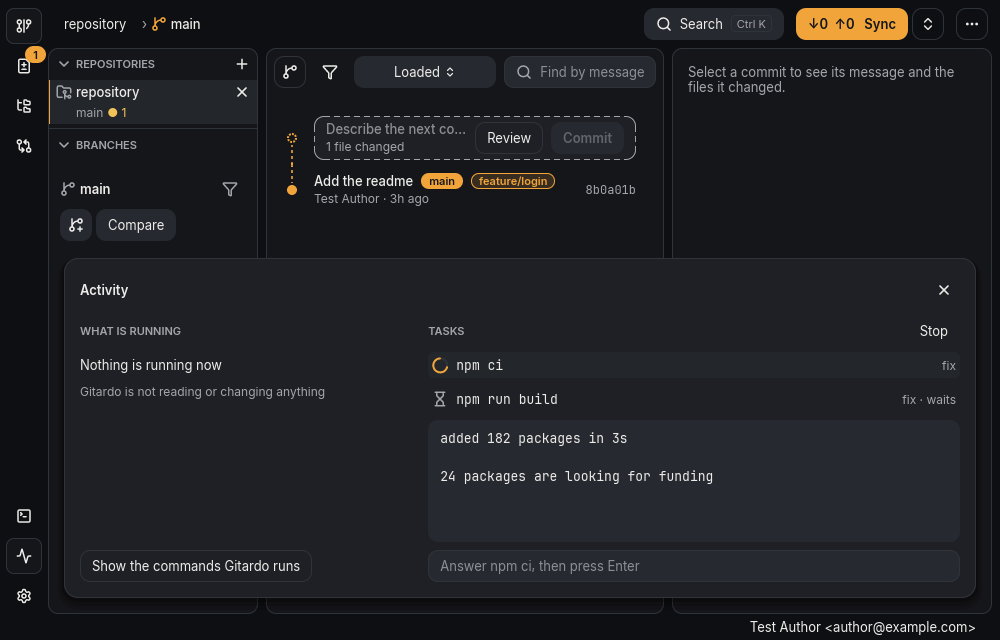 repository › main
Search Ctrl K
↓0 ↑0 Sync
1
REPOSITORIES
repository
main 1
BRANCHES
main
Compare
Loaded
Find by message
Describe the next co...
1 file changed
Review
Commit
Add the readme main feature/login
Test Author · 3h ago
8b0a01b
Select a commit to see its message and the
files it changed.
Activity
WHAT IS RUNNING
Nothing is running now
Gitardo is not reading or changing anything
Show the commands Gitardo runs
TASKS
Stop
npm ci fix
npm run build fix · waits
added 182 packages in 3s
24 packages are looking for funding
Answer npm ci, then press Enter
Test Author <author@example.com>